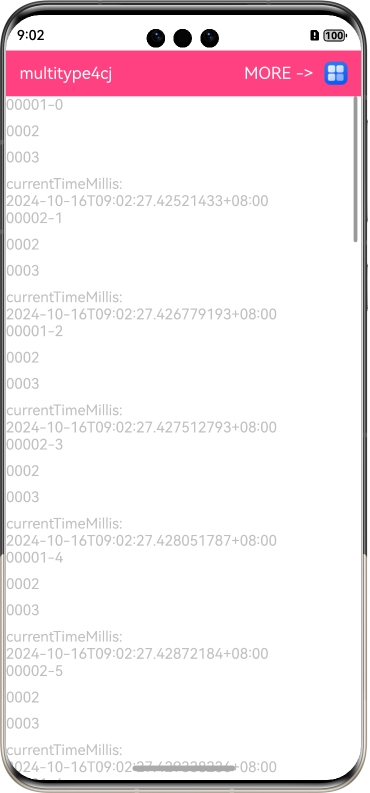 9:02
100
multitype4cj MORE ->
00001-0
0002
0003
currentTimeMillis:
2024-10-16T09:02:27.42521433+08:00
00002-1
0002
0003
currentTimeMillis:
2024-10-16T09:02:27.426779193+08:00
00001-2
0002
0003
currentTimeMillis:
2024-10-16T09:02:27.427512793+08:00
00002-3
0002
0003
currentTimeMillis:
2024-10-16T09:02:27.428051787+08:00
00001-4
0002
0003
currentTimeMillis:
2024-10-16T09:02:27.42872184+08:00
00002-5
0002
0003
currentTimeMillis: